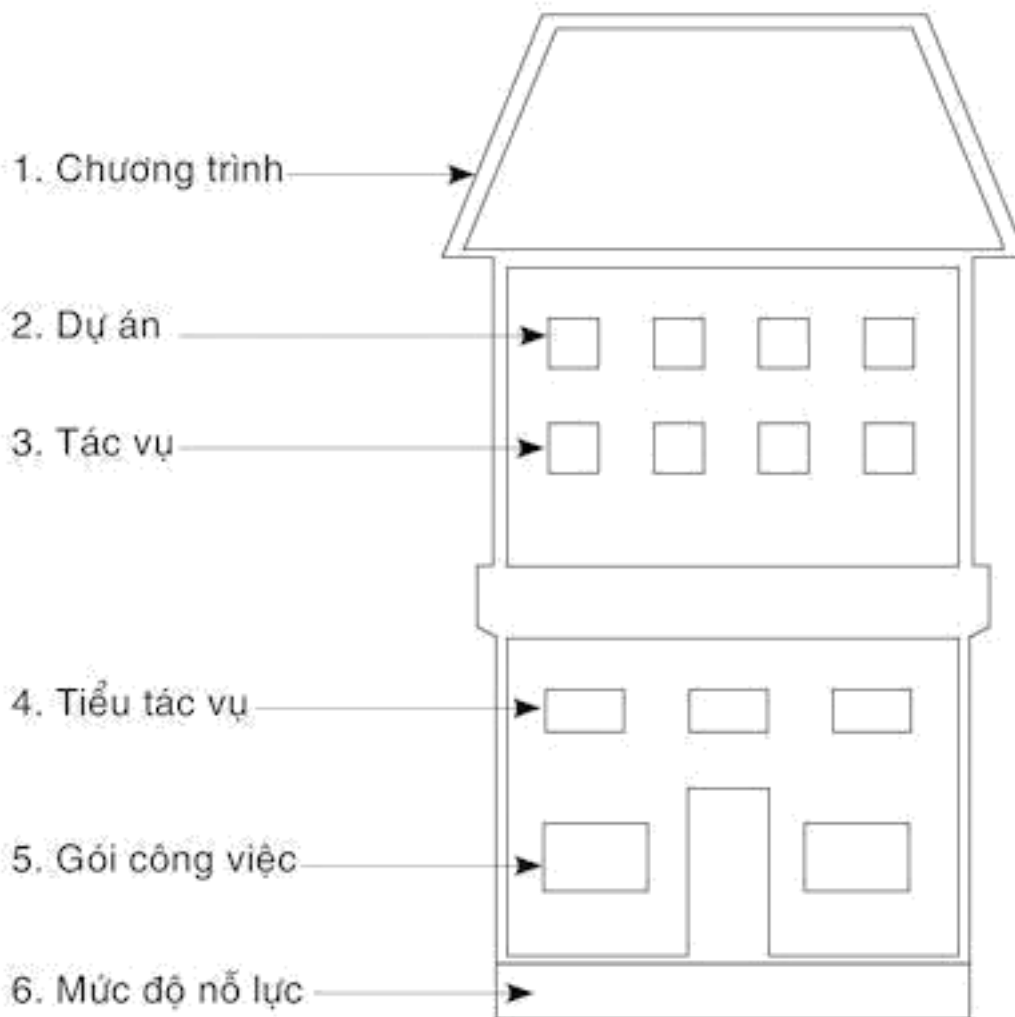 1. Chương trình
2. Dự án
3. Tác vụ
4. Tiểu tác vụ
5. Gói công việc
6. Mức độ nỗ lực